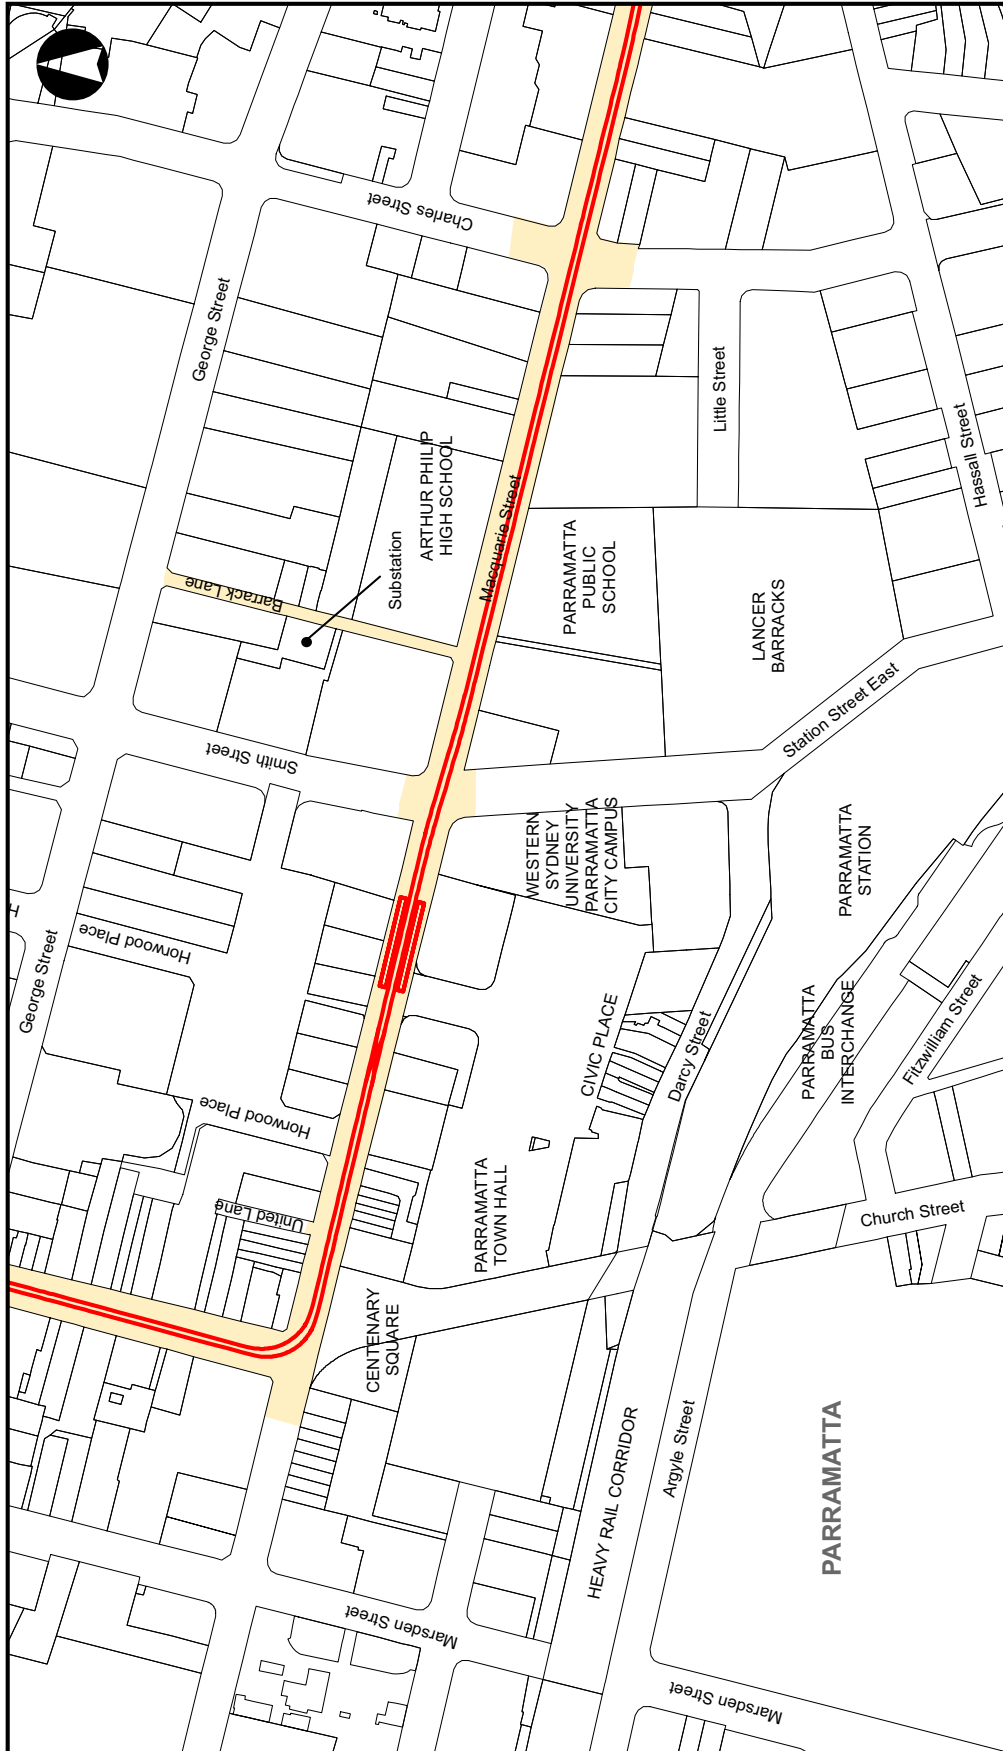 Charles Street
George Street
Little Street
Hassall Street
ARTHUR PHILIP
HIGH SCHOOL
Substation
Macquarie Street
Barrack Lane
PARRAMATTA
PUBLIC
SCHOOL
LANCER
BARRACKS
Station Street East
Smith Street
WESTERN
SYDNEY
UNIVERSITY
PARRAMATTA
CITY CAMPUS
PARRAMATTA
STATION
H
George Street
Horwood Place
CIVIC PLACE
Darcy Street
PARRAMATTA
BUS
INTERCHANGE
Fitzwilliam Street
Horwood Place
United Lane
PARRAMATTA
TOWN HALL
Church Street
CENTENARY
SQUARE
HEAVY RAIL CORRIDOR
Argyle Street
PARRAMATTA
Marsden Street
Marsden Street